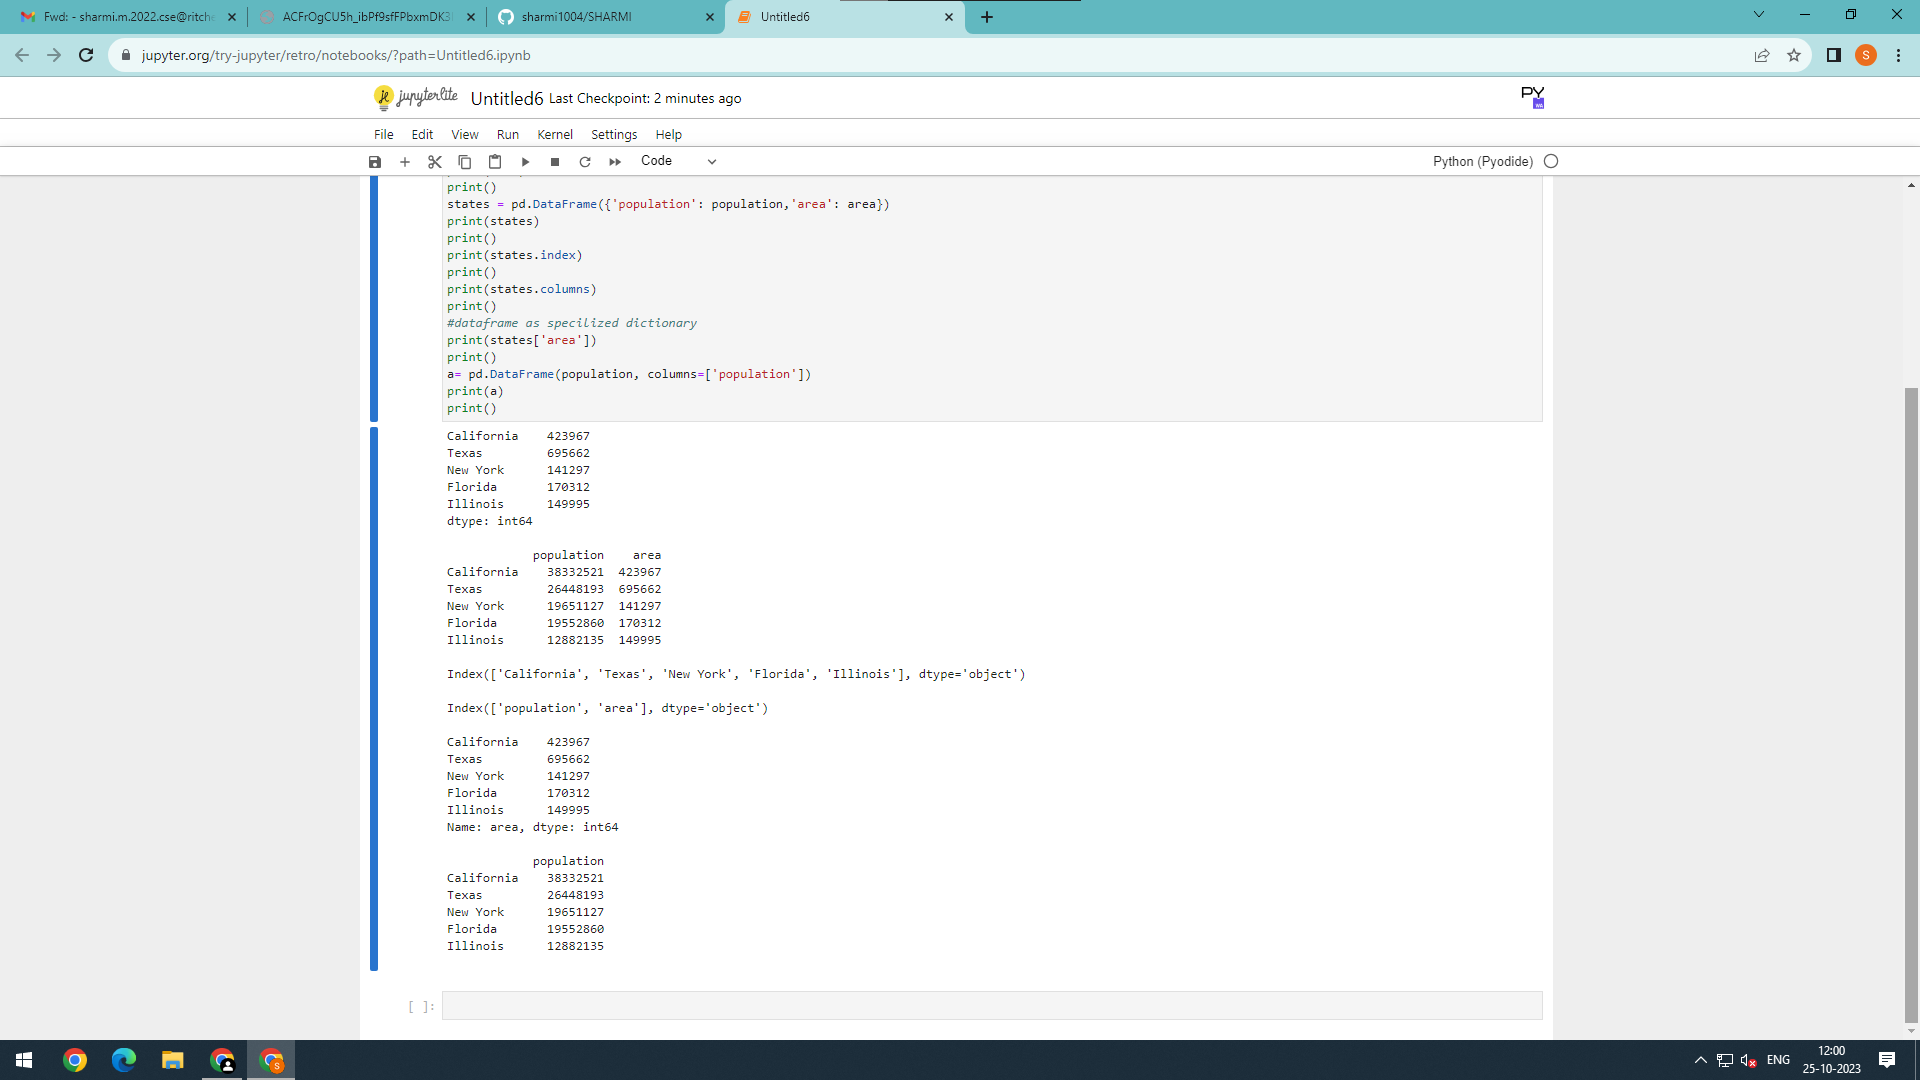 Fwd: - sharmi.m.2022.cse@ritche
ACFrOgCU5h_ibPf9sfFPbxmDK3
sharmi1004/SHARMI
Untitled6
jupyter.org/try-jupyter/retro/notebooks/?path=Untitled6.ipynb
S
jupyterlite
Untitled6 Last Checkpoint: 2 minutes ago
PY
File Edit View Run Kernel Settings Help
Code
Python (Pyodide)
print()
states = pd.DataFrame({'population': population,'area': area})
print(states)
print()
print(states.index)
print()
print(states.columns)
print()
#dataframe as specilized dictionary
print(states['area'])
print()
a= pd.DataFrame(population, columns=['population'])
print(a)
print()
California 423967
Texas 695662
New York 141297
Florida 170312
Illinois 149995
dtype: int64
population area
California 38332521 423967
Texas 26448193 695662
New York 19651127 141297
Florida 19552860 170312
Illinois 12882135 149995
Index(['California', 'Texas', 'New York', 'Florida', 'Illinois'], dtype='object')
Index(['population', 'area'], dtype='object')
California 423967
Texas 695662
New York 141297
Florida 170312
Illinois 149995
Name: area, dtype: int64
population
California 38332521
Texas 26448193
New York 19651127
Florida 19552860
Illinois 12882135
[ ]:
ENG
12:00
25-10-2023